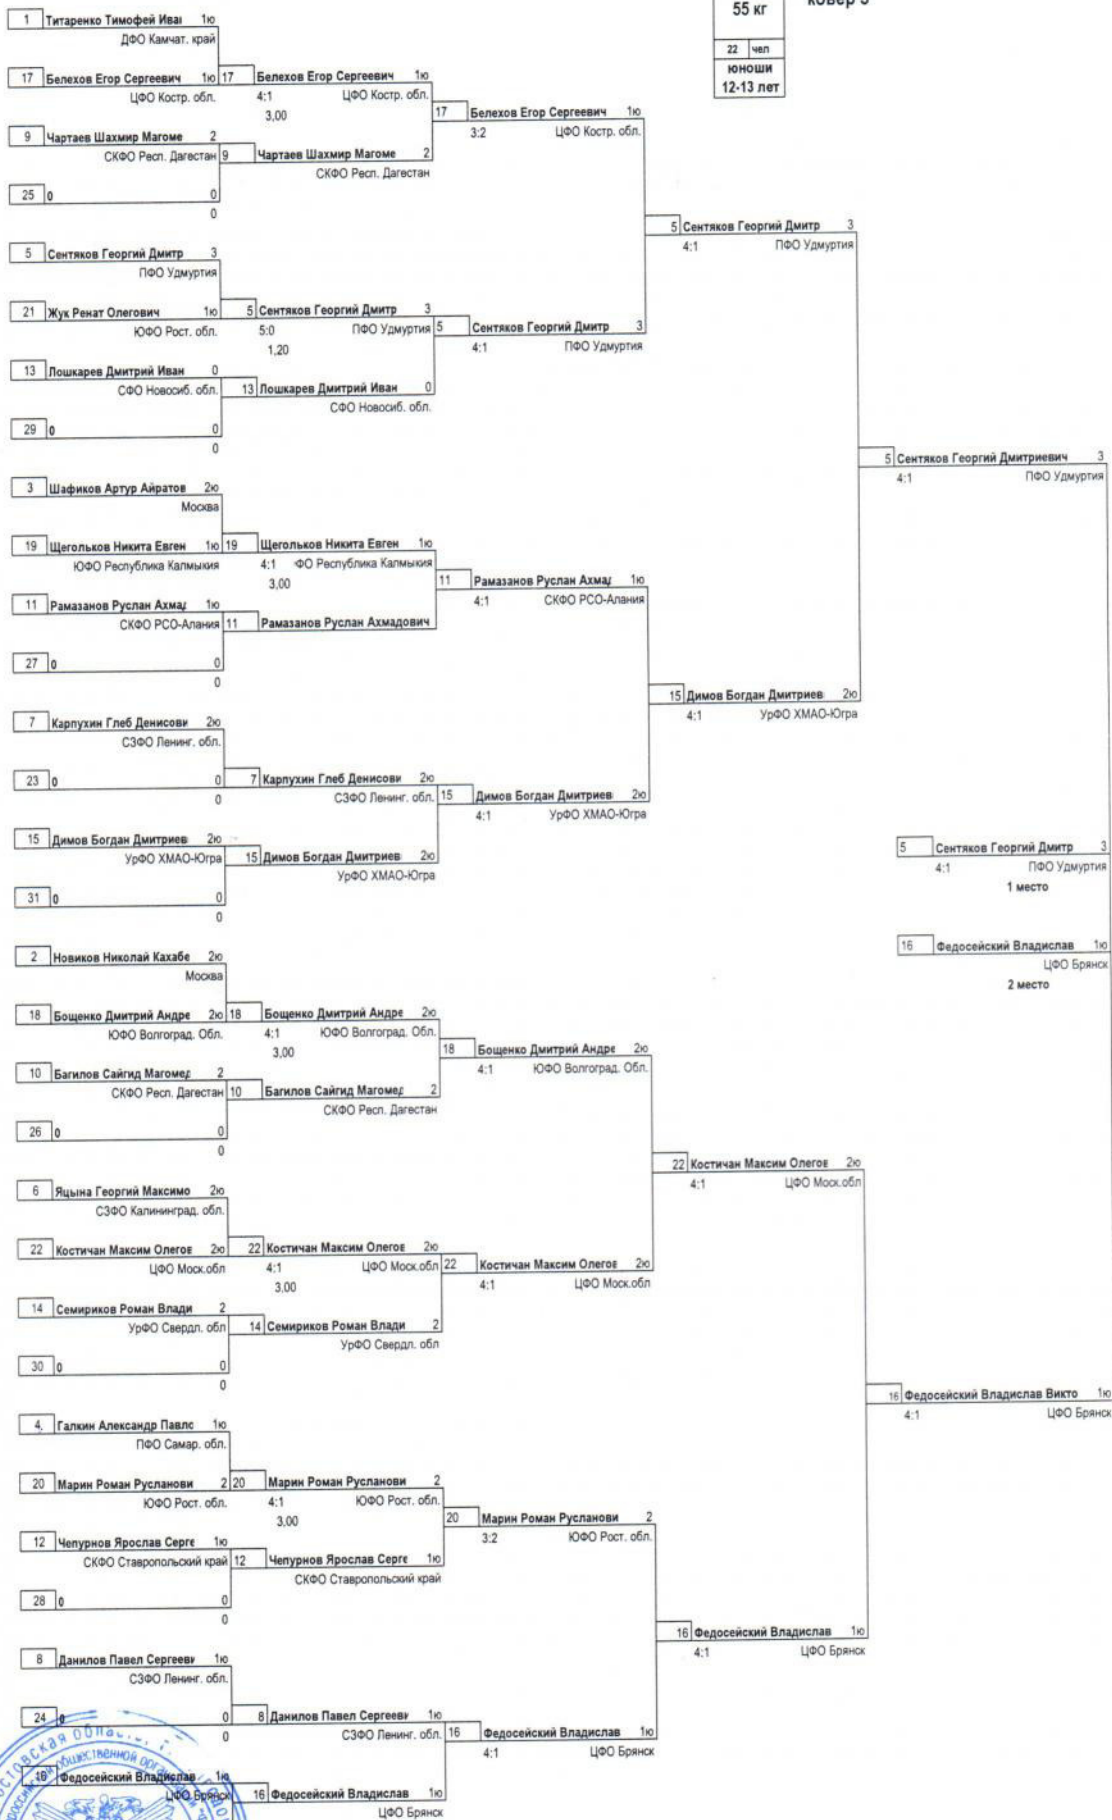 55 кг
22 чел
юноши
12-13 лет
1 Титаренко Тимофей Ива 1ю
ДФО Камчат. край
17 Белехов Егор Сергеевич 1ю
ЦФО Костр. обл.
9 Чартаев Шахмир Магоме 2
СКФО Респ. Дагестан
25 0 0
0
5 Сентяков Георгий Дмитр 3
ПФО Удмуртия
21 Жук Ренат Олегович 1ю
ЮФО Рост. обл.
13 Лошкарев Дмитрий Иван 0
СФО Новосиб. обл.
29 0 0
0
3 Шафиков Артур Айратов 2ю
Москва
19 Щегольков Никита Евген 1ю
ЮФО Республика Калмыкия
11 Рамазанов Руслан Ахмад 1ю
СКФО РСО-Алания
27 0 0
0
7 Карпухин Глеб Денисови 2ю
СЗФО Ленинг. обл.
23 0 0
0
15 Димов Богдан Дмитриев 2ю
УрФО ХМАО-Югра
31 0 0
0
2 Новиков Николай Кахабе 2ю
Москва
18 Бощенко Дмитрий Андре 2ю
ЮФО Волгоград. Обл.
10 Багилов Сайгид Магомед 2
СКФО Респ. Дагестан
26 0 0
0
6 Яцына Георгий Максимо 2ю
СЗФО Калининград. обл.
22 Костичан Максим Олегов 2ю
ЦФО Моск.обл
14 Семириков Роман Влади 2
УрФО Свердл. обл
30 0 0
0
4. Галкин Александр Павло 1ю
ПФО Самар. обл.
20 Марин Роман Русланови 2
ЮФО Рост. обл.
12 Чепурнов Ярослав Серге 1ю
СКФО Ставропольский край
28 0 0
0
8 Данилов Павел Сергееви 1ю
СЗФО Ленинг. обл.
24 0 0
0
Федосейский Владислав 1ю
ЦФО Брянск
17 Белехов Егор Сергеевич 1ю
4:1 ЦФО Костр. обл.
3,00
9 Чартаев Шахмир Магоме 2
СКФО Респ. Дагестан
5 Сентяков Георгий Дмитр 3
5:0 ПФО Удмуртия
1,20
13 Лошкарев Дмитрий Иван 0
СФО Новосиб. обл.
19 Щегольков Никита Евген 1ю
4:1 ФО Республика Калмыкия
3,00
11 Рамазанов Руслан Ахмадович
7 Карпухин Глеб Денисови 2ю
СЗФО Ленинг. обл.
15 Димов Богдан Дмитриев 2ю
УрФО ХМАО-Югра
18 Бощенко Дмитрий Андре 2ю
4:1 ЮФО Волгоград. Обл.
3,00
10 Багилов Сайгид Магомед 2
СКФО Респ. Дагестан
22 Костичан Максим Олегов 2ю
4:1 ЦФО Моск.обл
3,00
14 Семириков Роман Влади 2
УрФО Свердл. обл
20 Марин Роман Русланови 2
4:1 ЮФО Рост. обл.
3,00
12 Чепурнов Ярослав Серге 1ю
СКФО Ставропольский край
8 Данилов Павел Сергееви 1ю
СЗФО Ленинг. обл.
16 Федосейский Владислав 1ю
ЦФО Брянск
17 Белехов Егор Сергеевич 1ю
3:2 ЦФО Костр. обл.
5 Сентяков Георгий Дмитр 3
4:1 ПФО Удмуртия
11 Рамазанов Руслан Ахмад 1ю
4:1 СКФО РСО-Алания
15 Димов Богдан Дмитриев 2ю
4:1 УрФО ХМАО-Югра
18 Бощенко Дмитрий Андре 2ю
4:1 ЮФО Волгоград. Обл.
22 Костичан Максим Олегов 2ю
4:1 ЦФО Моск.обл
20 Марин Роман Русланови 2
3:2 ЮФО Рост. обл.
16 Федосейский Владислав 1ю
4:1 ЦФО Брянск
5 Сентяков Георгий Дмитр 3
4:1 ПФО Удмуртия
15 Димов Богдан Дмитриев 2ю
4:1 УрФО ХМАО-Югра
22 Костичан Максим Олегов 2ю
4:1 ЦФО Моск.обл
16 Федосейский Владислав 1ю
4:1 ЦФО Брянск
5 Сентяков Георгий Дмитриевич 3
4:1 ПФО Удмуртия
16 Федосейский Владислав Викто 1ю
4:1 ЦФО Брянск
5 Сентяков Георгий Дмитр 3
4:1 ПФО Удмуртия
1 место
16 Федосейский Владислав 1ю
ЦФО Брянск
2 место